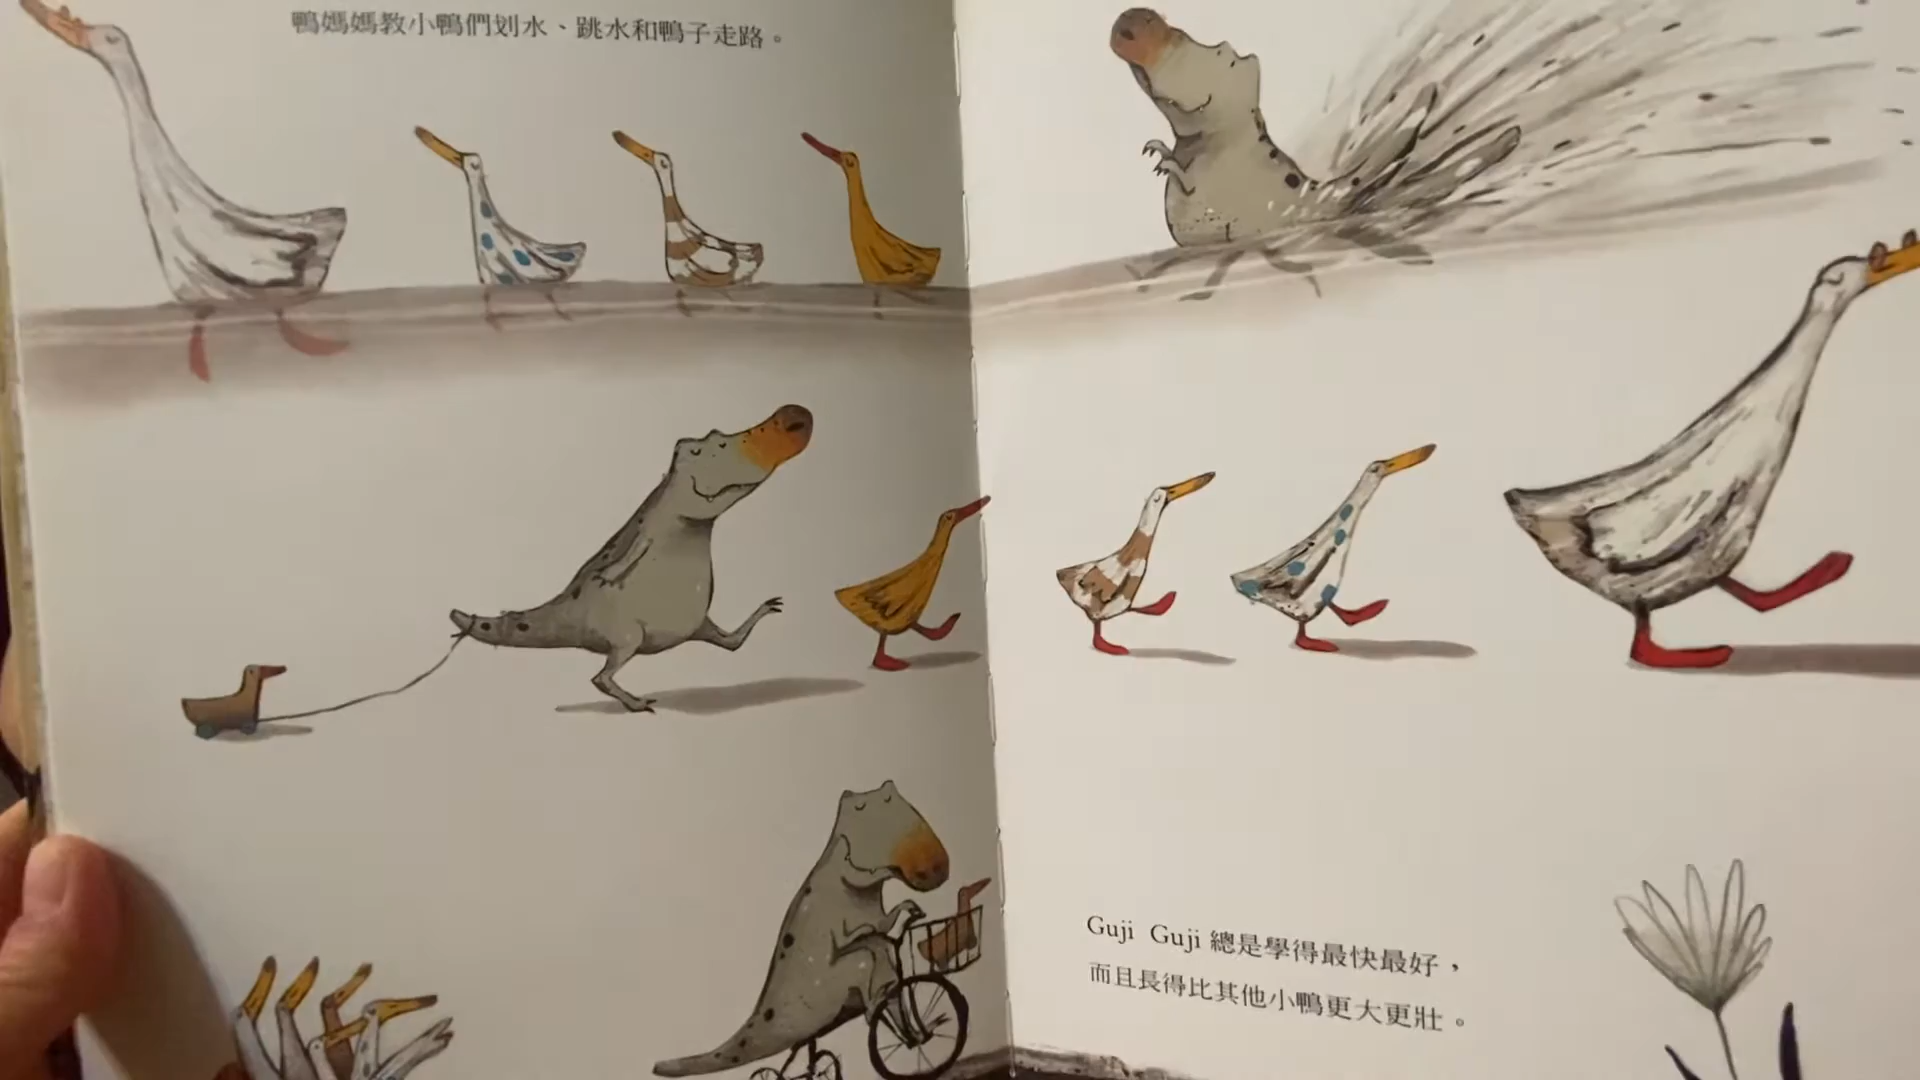 鴨媽媽教小鴨們划水、跳水和鴨子走路。
Guji Guji 總是學得最快最好，
而且長得比其他小鴨更大更壯。